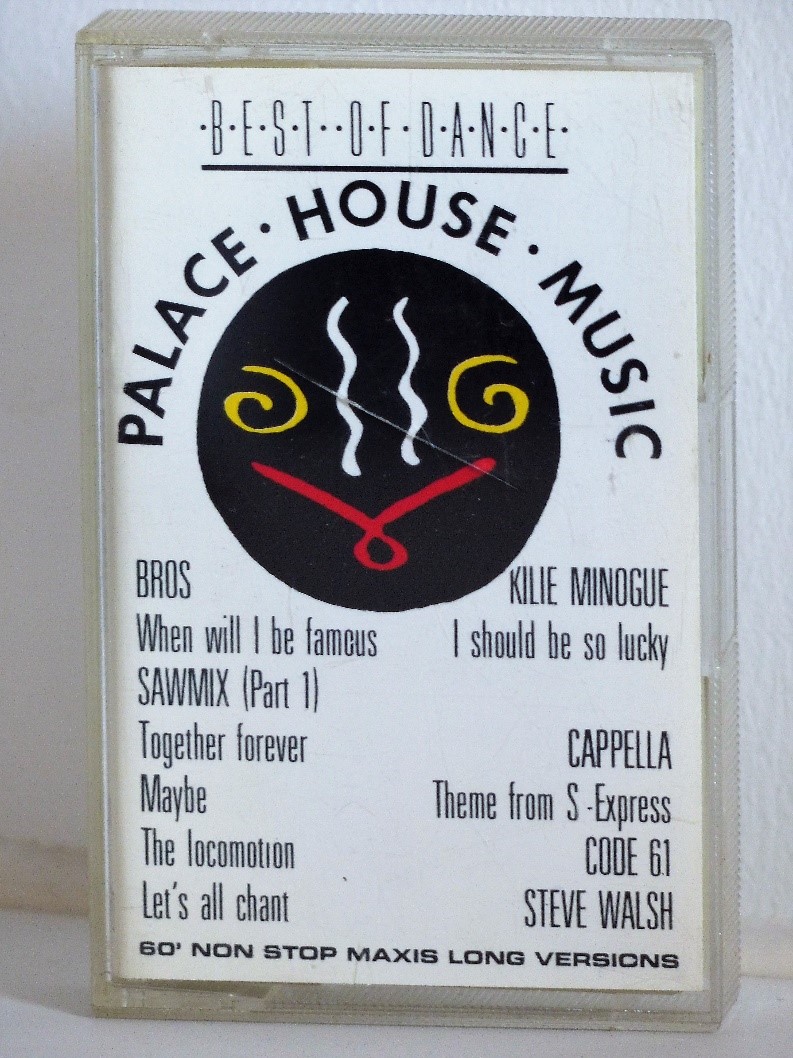 ·B·E·S·T··O·F·D·A·N·C·E·
PALACE · HOUSE · MUSIC
BROS
KILIE MINOGUE
When will I be famous
I should be so lucky
SAWMIX (Part 1)
Together forever
CAPPELLA
Maybe
Theme from S-Express
The locomotion
CODE 61
Let's all chant
STEVE WALSH
60' NON STOP MAXIS LONG VERSIONS